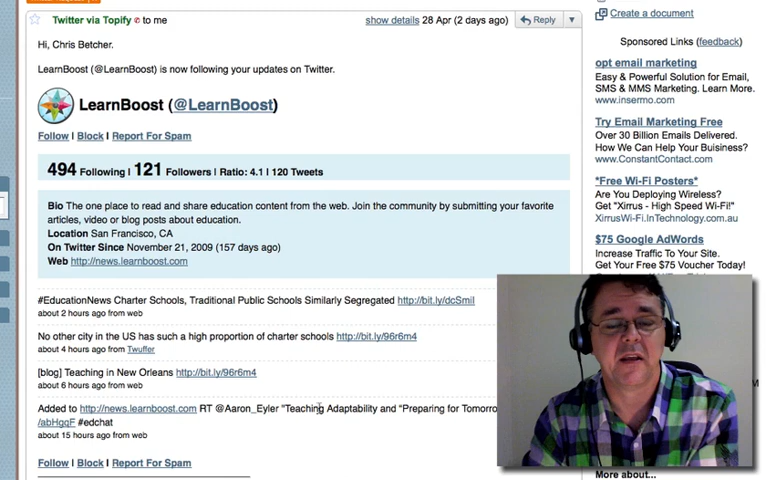 Twitter via Topify to me show details 28 Apr (2 days ago) Reply
Hi, Chris Betcher.
LearnBoost (@LearnBoost) is now following your updates on Twitter.
LearnBoost (@LearnBoost)
Follow | Block | Report For Spam
494 Following | 121 Followers | Ratio: 4.1 | 120 Tweets
Bio The one place to read and share education content from the web. Join the community by submitting your favorite
articles, video or blog posts about education.
Location San Francisco, CA
On Twitter Since November 21, 2009 (157 days ago)
Web http://news.learnboost.com
#EducationNews Charter Schools, Traditional Public Schools Similarly Segregated http://bit.ly/dcSmiI
about 2 hours ago from web
No other city in the US has such a high proportion of charter schools http://bit.ly/96r6m4
about 4 hours ago from Twuffer
[blog] Teaching in New Orleans http://bit.ly/96r6m4
about 6 hours ago from web
Added to http://news.learnboost.com RT @Aaron_Eyler "Teaching Adaptability and "Preparing for Tomorro
/abHgqF #edchat
about 15 hours ago from web
Follow | Block | Report For Spam
Create a document
Sponsored Links (feedback)
opt email marketing
Easy & Powerful Solution for Email,
SMS & MMS Marketing. Learn More.
www.insermo.com
Try Email Marketing Free
Over 30 Billion Emails Delivered.
How We Can Help Your Business?
www.ConstantContact.com
*Free Wi-Fi Posters*
Are You Deploying Wireless?
Get "Xirrus - High Speed Wi-Fi!"
XirrusWi-Fi.InTechnology.com.au
$75 Google AdWords
Increase Traffic To Your Site.
Get Your Free $75 Voucher Today!
More about...